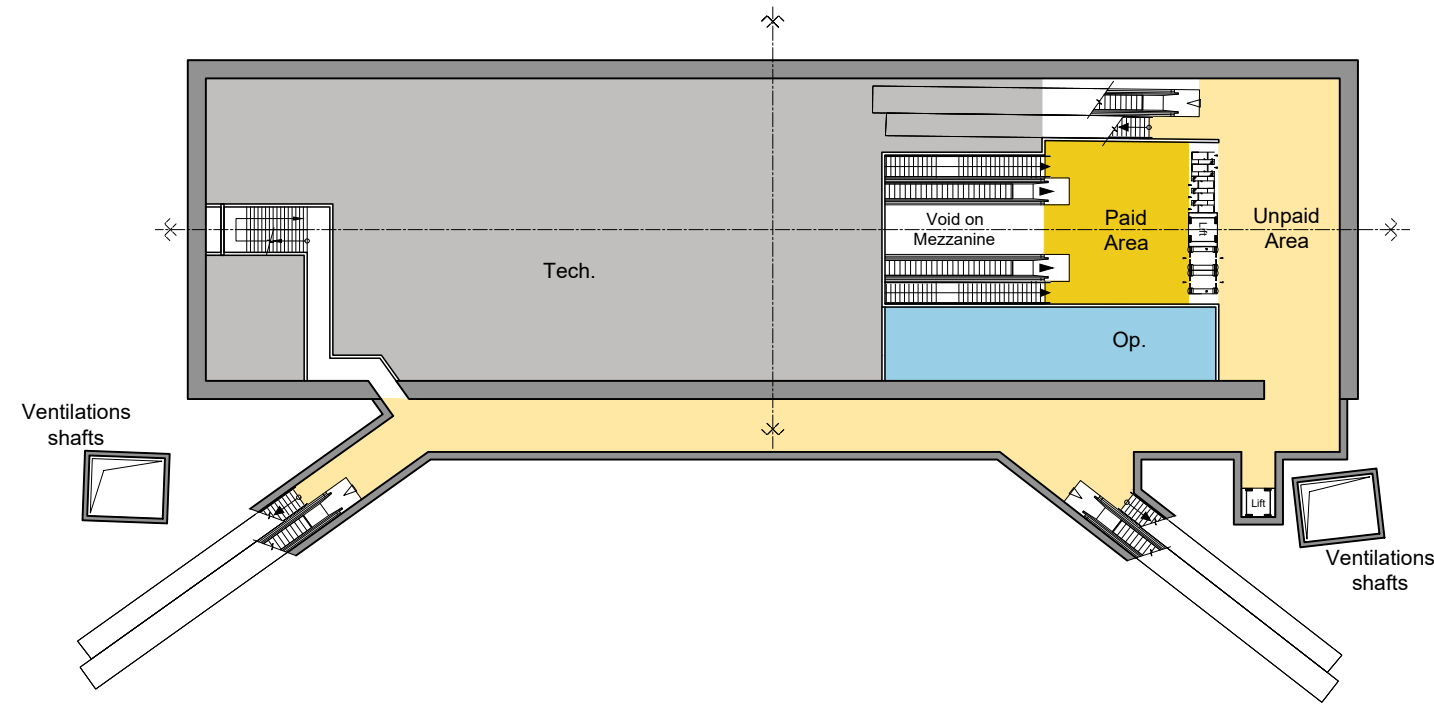 Void on
Mezzanine
Paid
Area
Lift
Unpaid
Area
Tech.
Op.
Ventilations
shafts
Lift
Ventilations
shafts